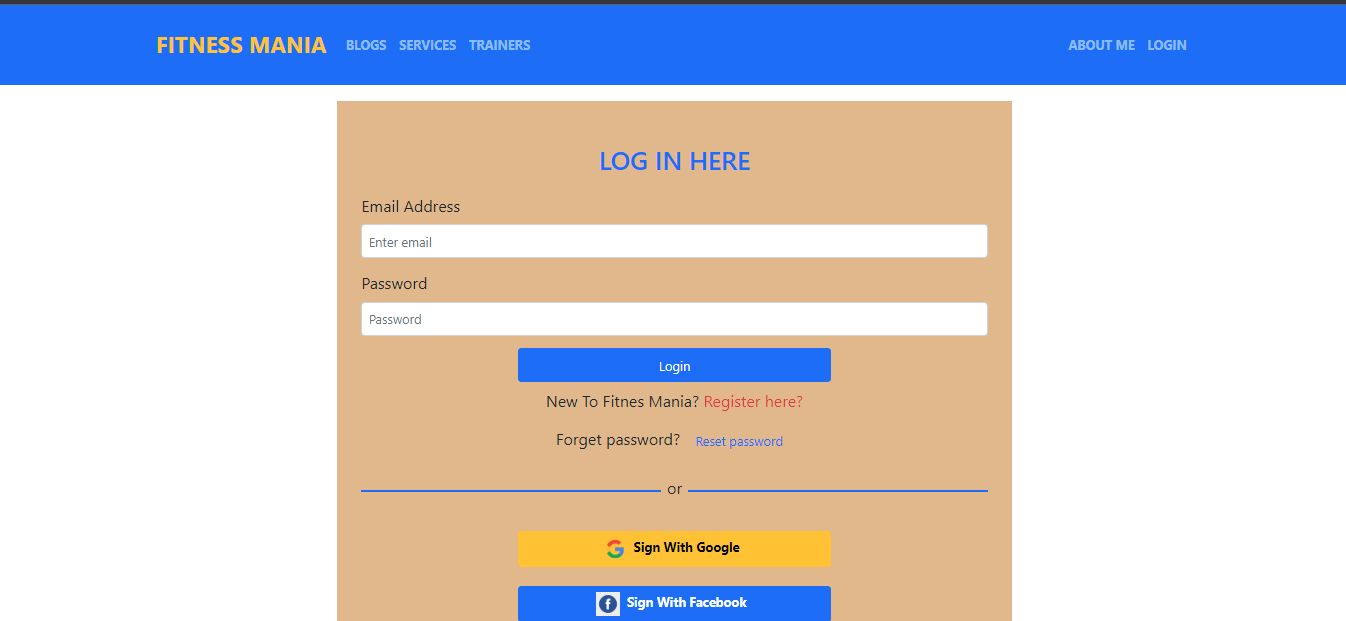 FITNESS MANIA BLOGS SERVICES TRAINERS ABOUT ME LOGIN
LOG IN HERE
Email Address
Enter email
Password
Password
Login
New To Fitnes Mania? Register here?
Forget password? Reset password
or
Sign With Google
Sign With Facebook